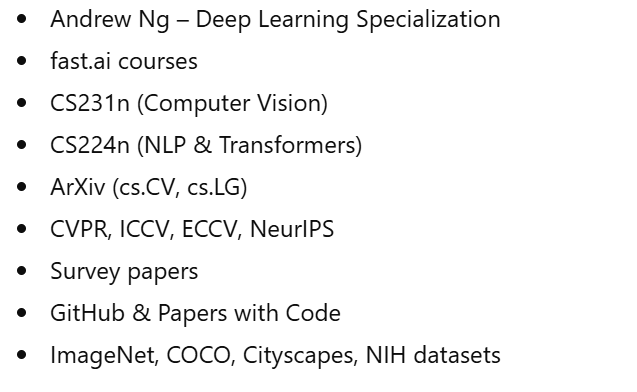 • Andrew Ng – Deep Learning Specialization
• fast.ai courses
• CS231n (Computer Vision)
• CS224n (NLP & Transformers)
• ArXiv (cs.CV, cs.LG)
• CVPR, ICCV, ECCV, NeurIPS
• Survey papers
• GitHub & Papers with Code
• ImageNet, COCO, Cityscapes, NIH datasets